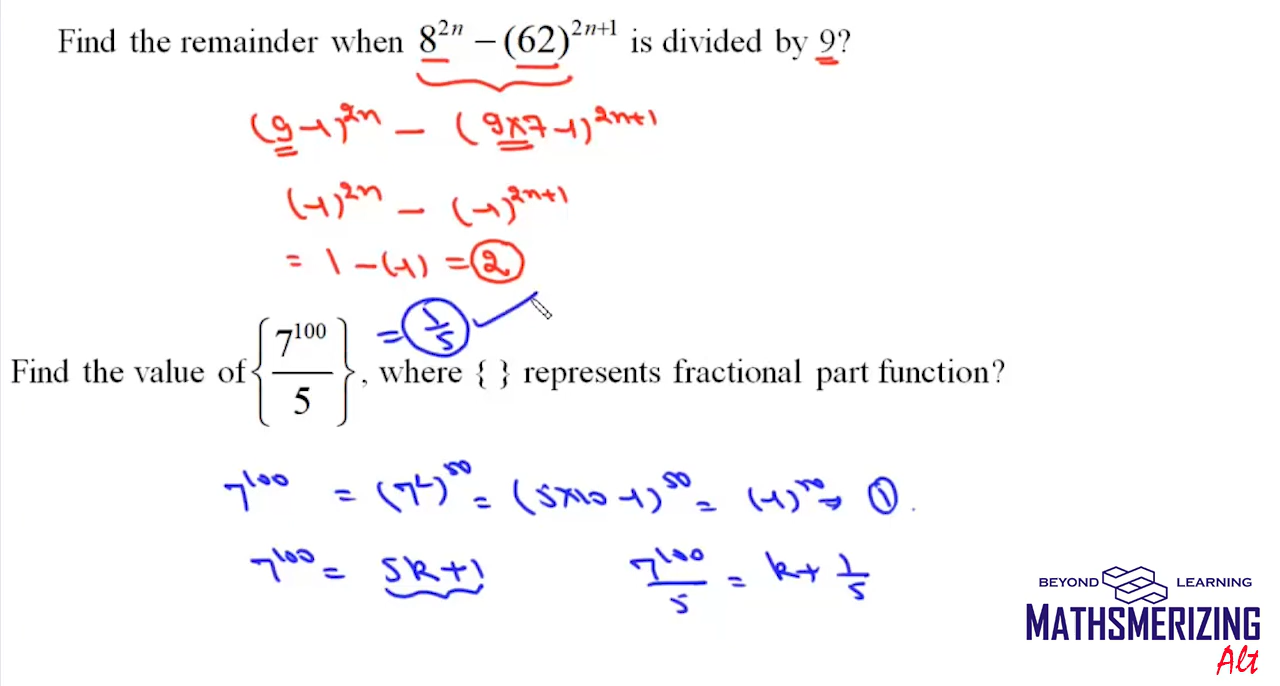 Find the remainder when 8^{2n} − (62)^{2n+1} is divided by 9?
(9-1)^{2n} − (9×7-1)^{2n+1}
(-1)^{2n} − (-1)^{2n+1}
= 1 − (-1) = 2
Find the value of {7^{100}/5}, where { } represents fractional part function?
= 1/5
7^{100} = (7^2)^{50} = (5×10-1)^{50} = (-1)^{50} = 1.
7^{100} = 5k+1
7^{100}/5 = k + 1/5
BEYOND LEARNING
MATHSMERIZING
Alt